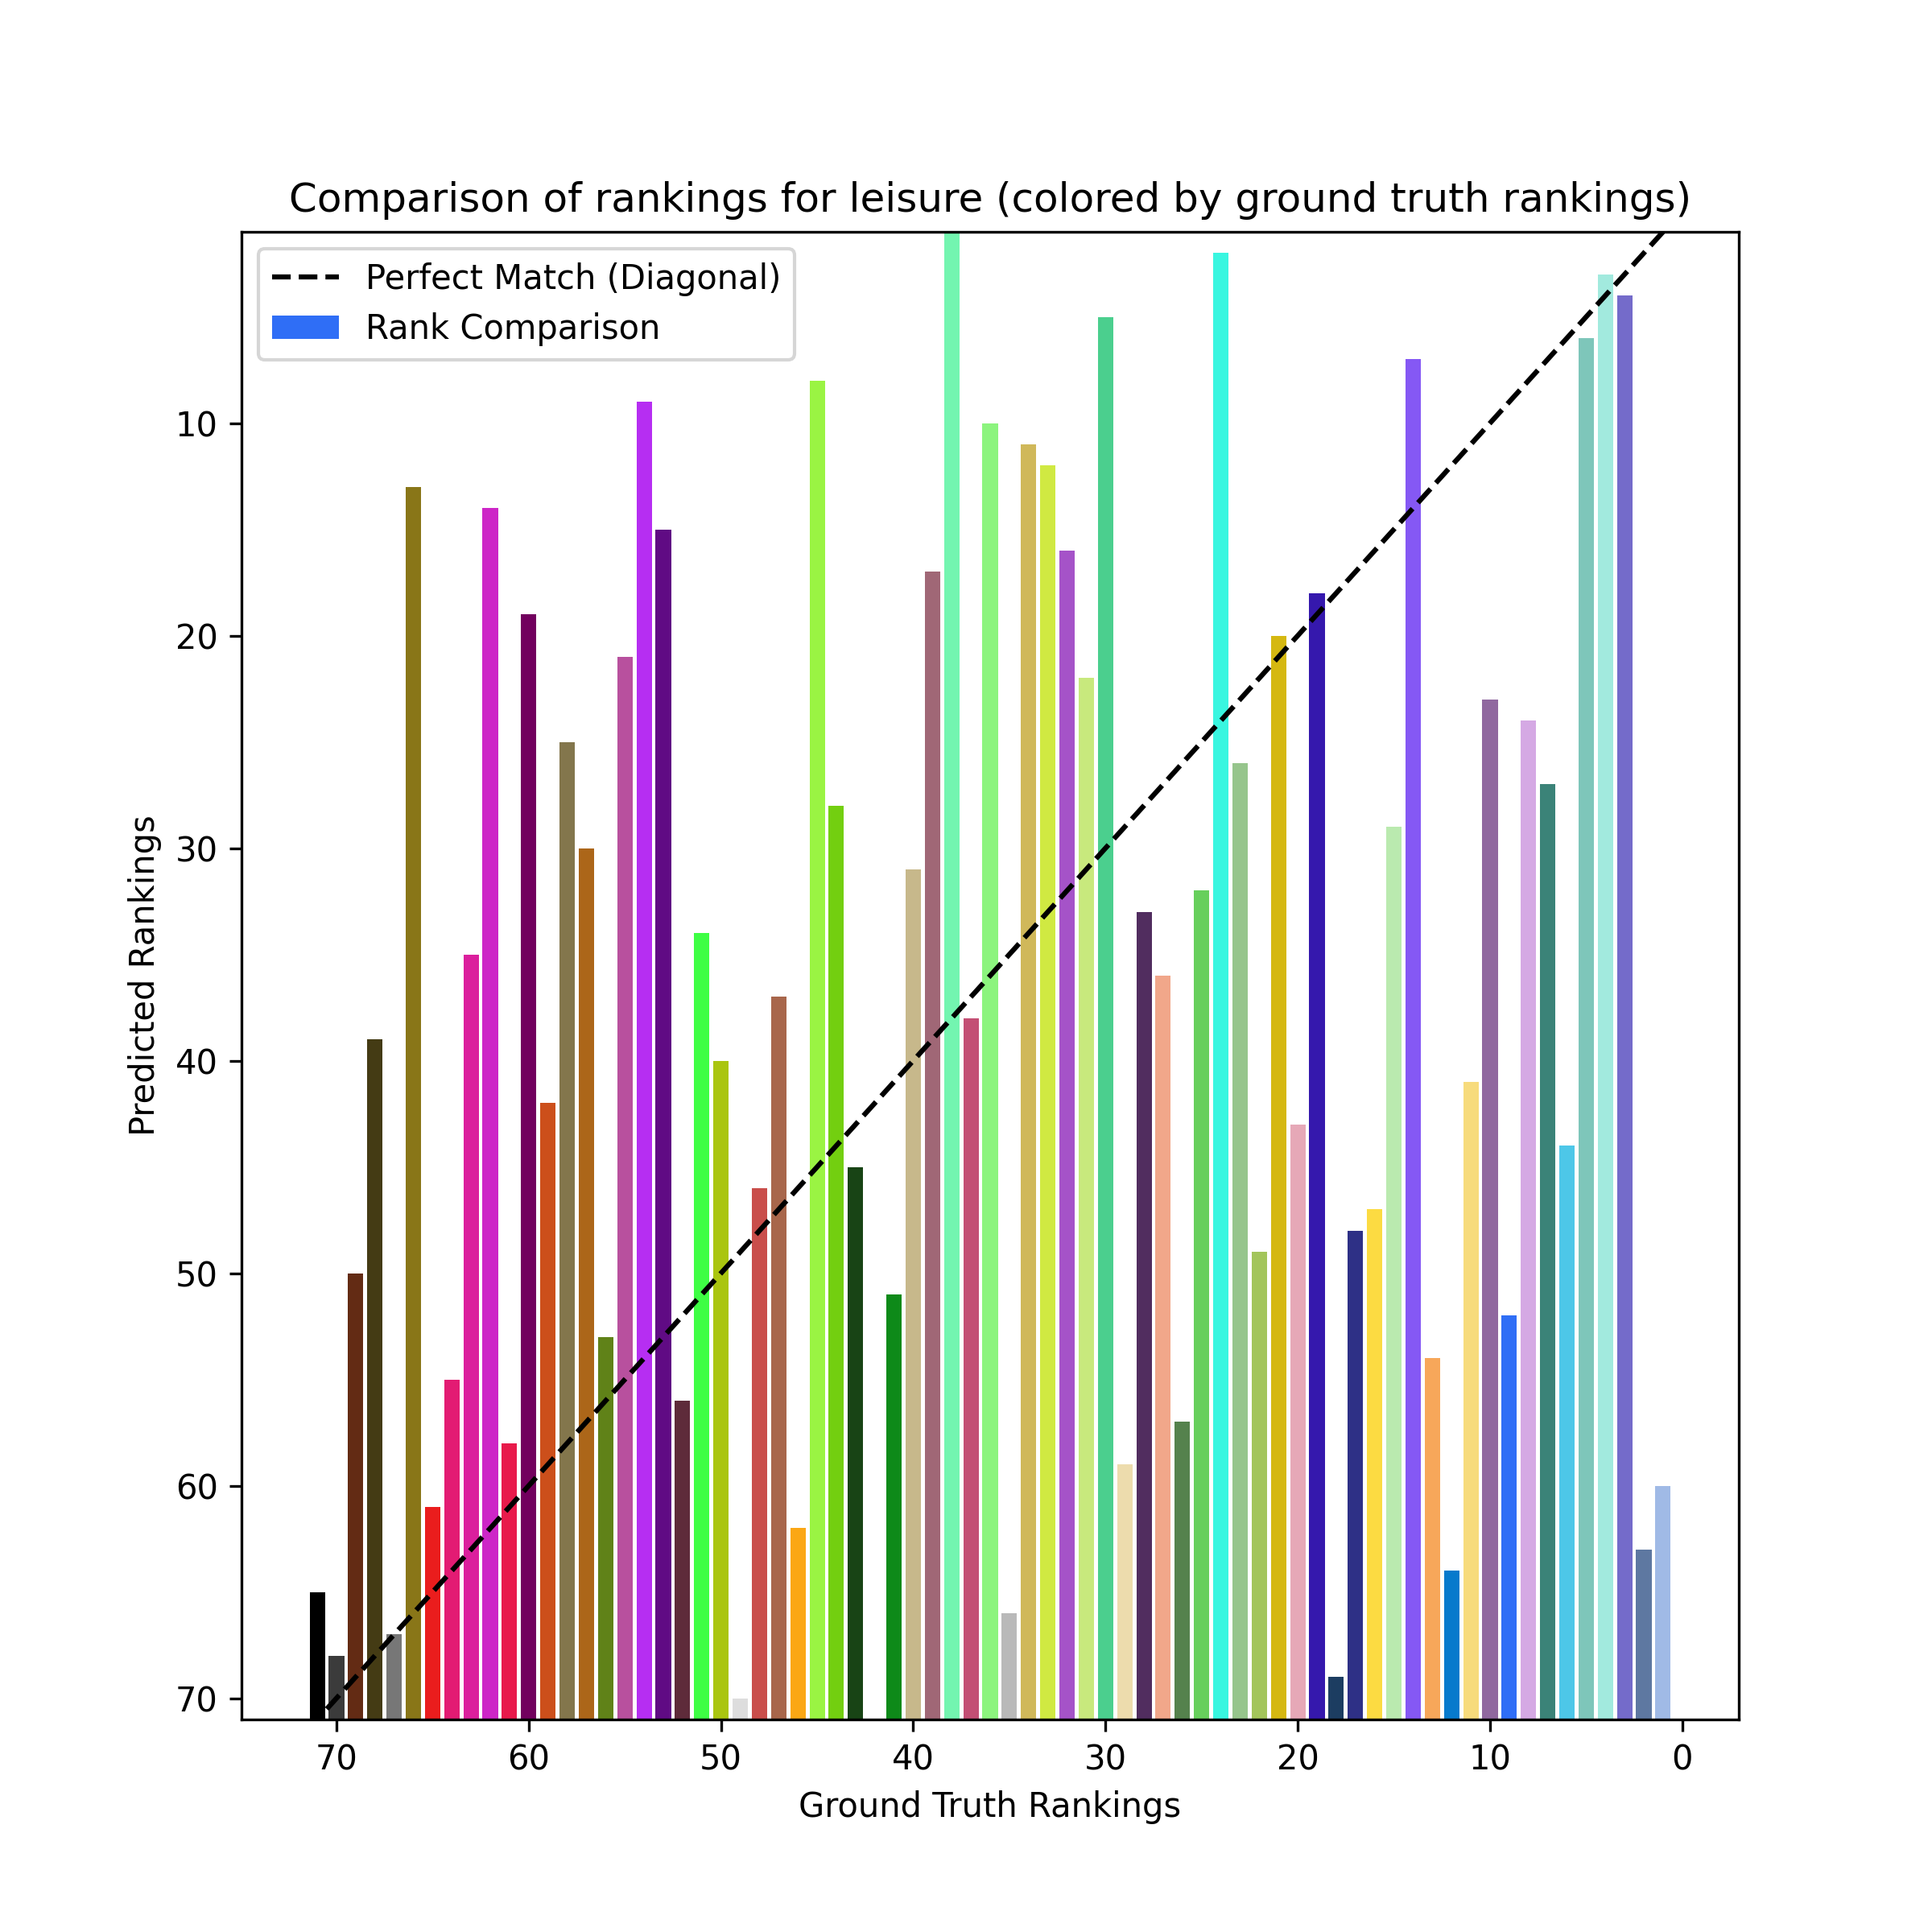 Comparison of rankings for leisure (colored by ground truth rankings)
Perfect Match (Diagonal)
Rank Comparison
10
20
30
40
50
60
70
Predicted Rankings
70 60 50 40 30 20 10 0
Ground Truth Rankings